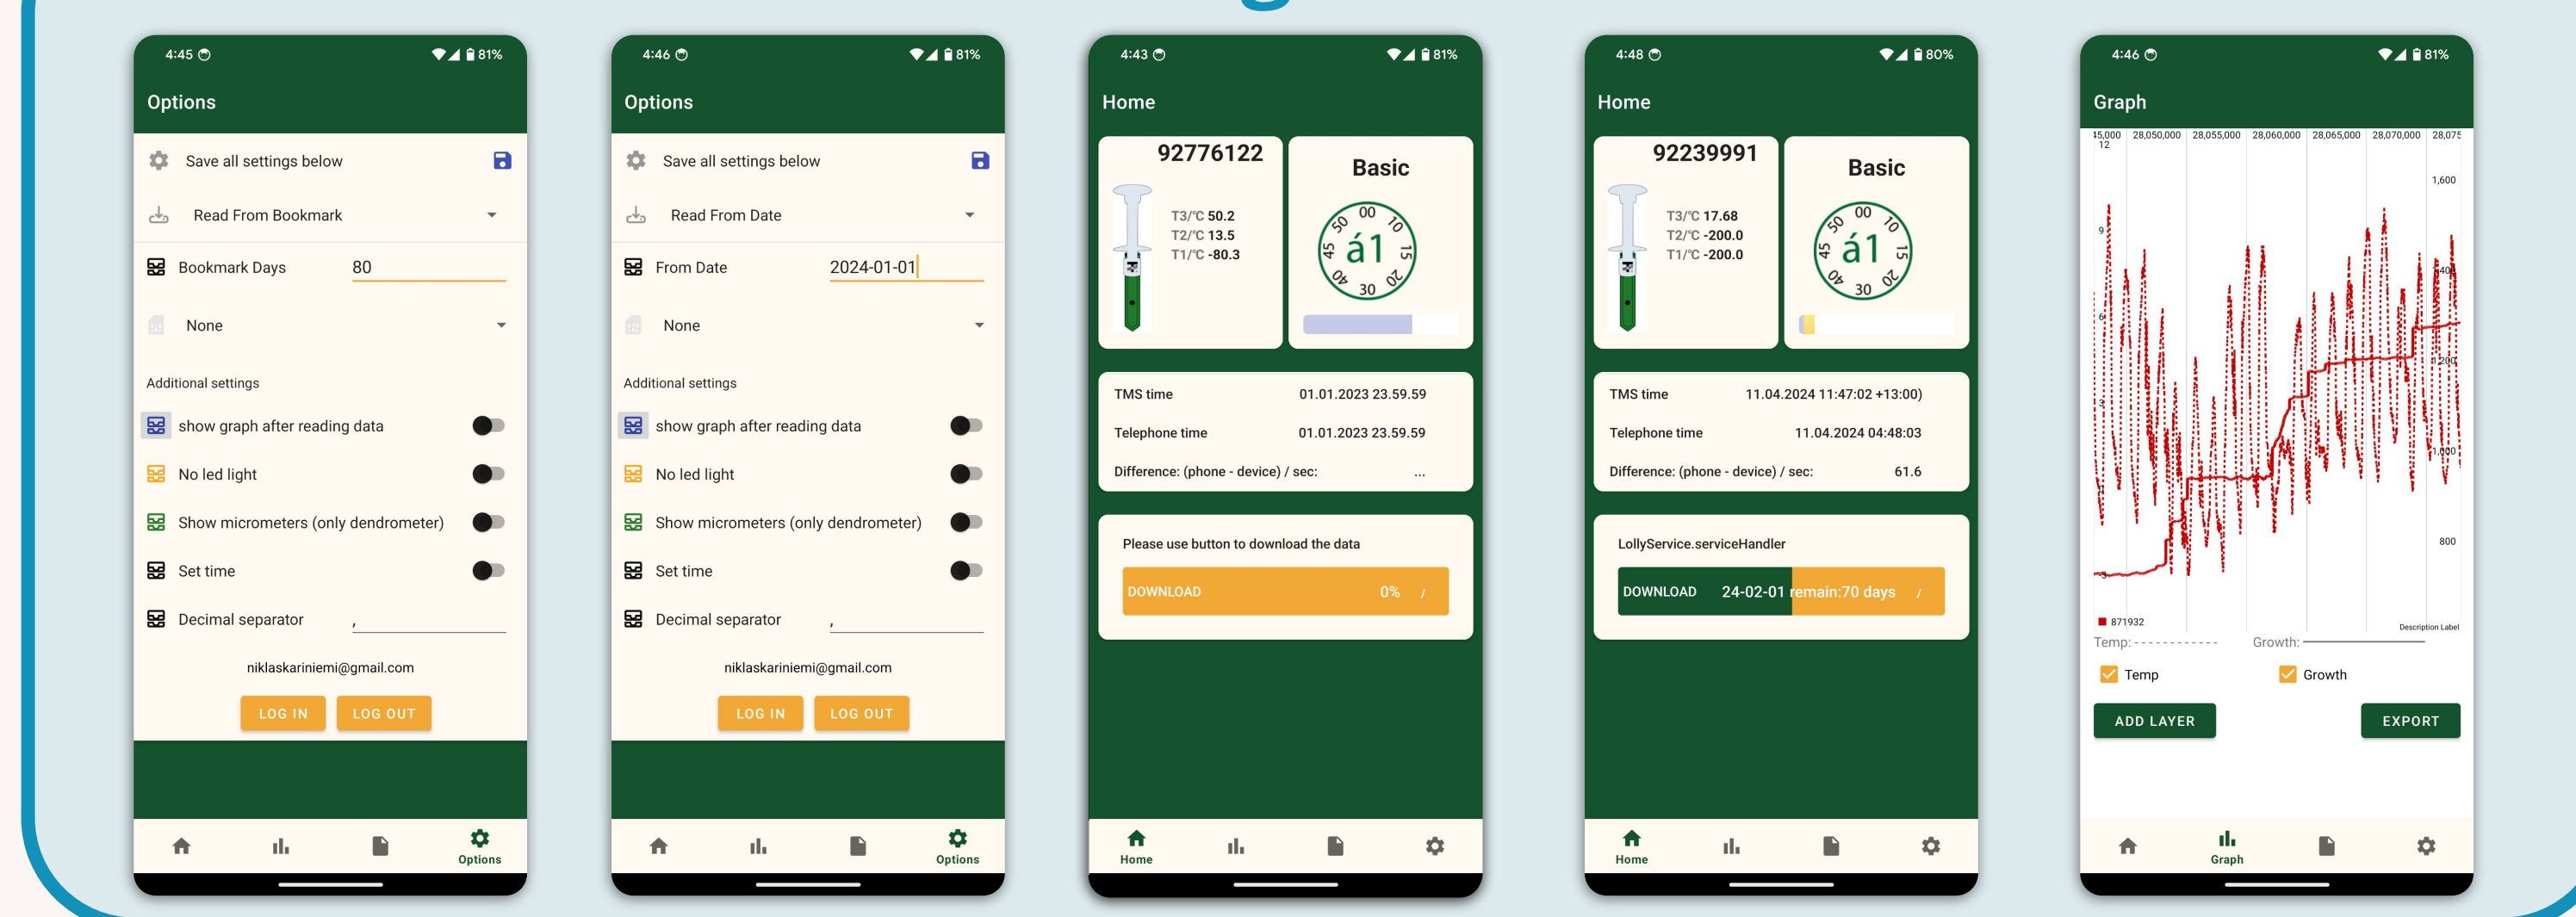 4:45
81%
Options
Save all settings below
Read From Bookmark
Bookmark Days 80
None
Additional settings
show graph after reading data
No led light
Show micrometers (only dendrometer)
Set time
Decimal separator ,
niklaskariniemi@gmail.com
LOG IN LOG OUT
Options
4:46
81%
Options
Save all settings below
Read From Date
From Date 2024-01-01
None
Additional settings
show graph after reading data
No led light
Show micrometers (only dendrometer)
Set time
Decimal separator ,
niklaskariniemi@gmail.com
LOG IN LOG OUT
Options
4:43
81%
Home
92776122
T3/°C 50.2
T2/°C 13.5
T1/°C -80.3
Basic
00
10
15
20
30
40
45
50
á1
TMS time 01.01.2023 23.59.59
Telephone time 01.01.2023 23.59.59
Difference: (phone - device) / sec: ...
Please use button to download the data
DOWNLOAD 0% /
Home
4:48
80%
Home
92239991
T3/°C 17.68
T2/°C -200.0
T1/°C -200.0
Basic
00
10
15
20
30
40
45
50
á1
TMS time 11.04.2024 11:47:02 +13:00)
Telephone time 11.04.2024 04:48:03
Difference: (phone - device) / sec: 61.6
LollyService.serviceHandler
DOWNLOAD 24-02-01 remain:70 days /
Home
4:46
81%
Graph
28,050,000 28,055,000 28,060,000 28,065,000 28,070,000
12
1,600
9
6
1,200
3
1,000
800
871932
Description Label
Temp: Growth:
Temp Growth
ADD LAYER EXPORT
Graph